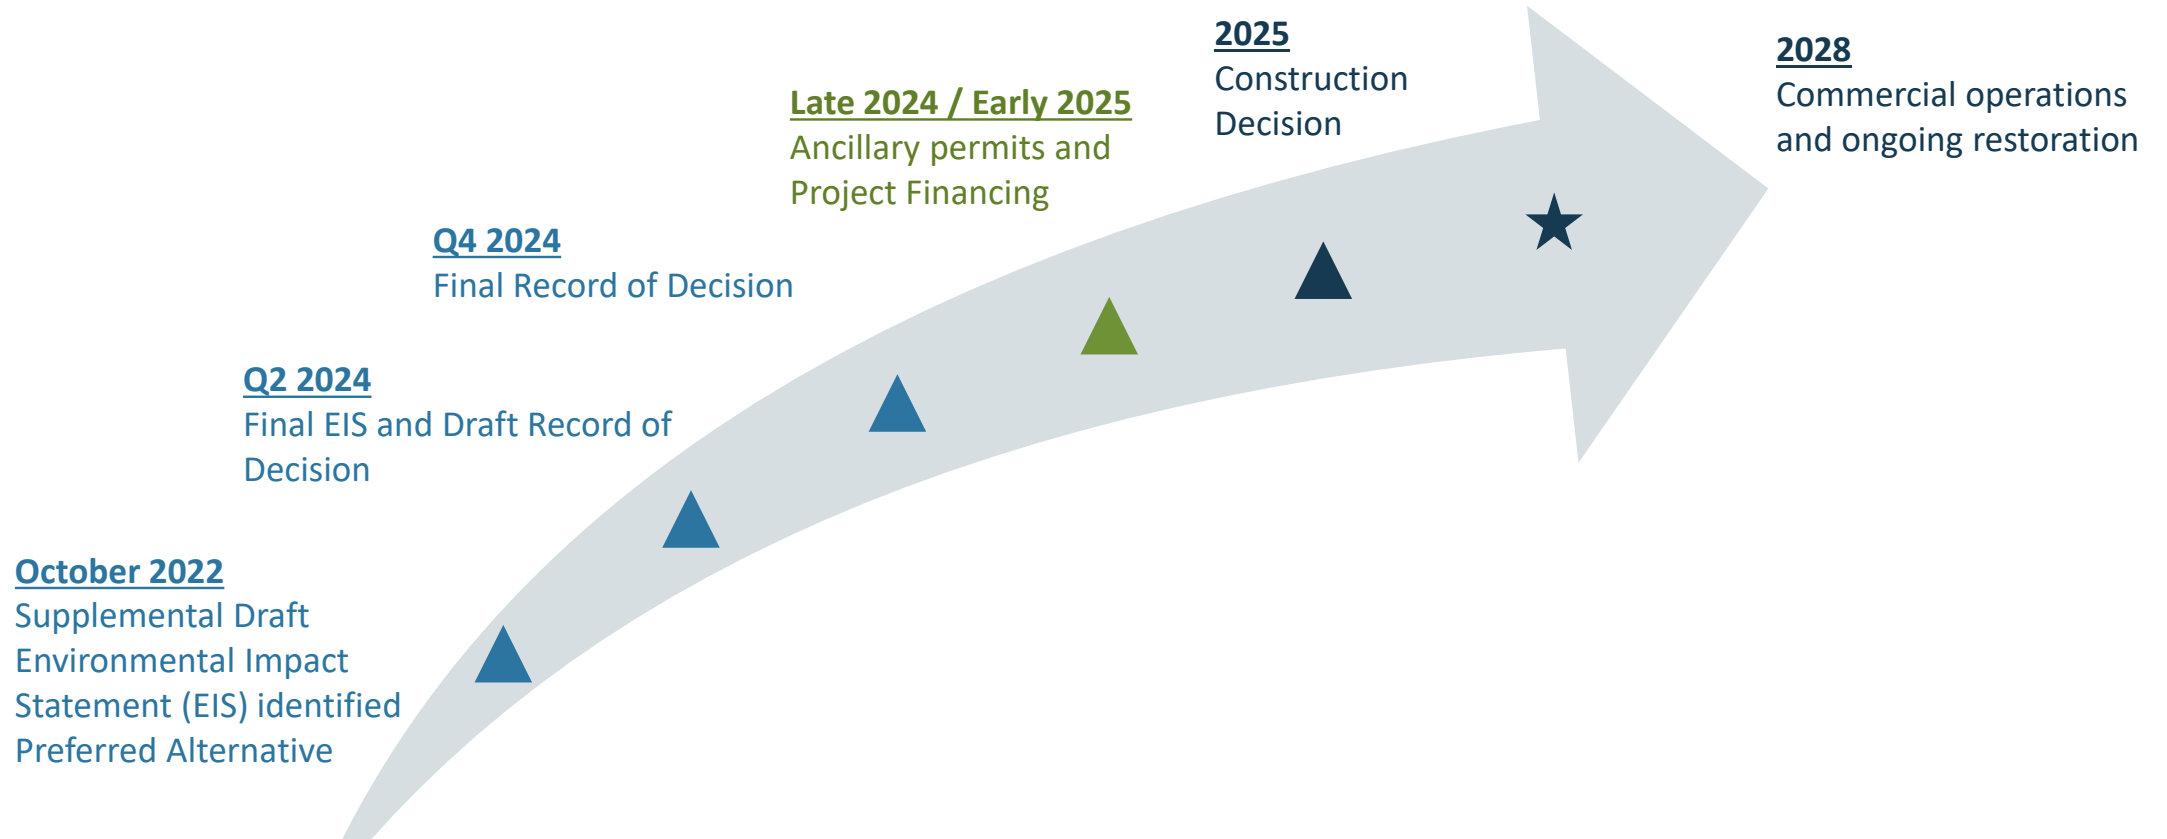 October 2022
Supplemental Draft
Environmental Impact
Statement (EIS) identified
Preferred Alternative
Q2 2024
Final EIS and Draft Record of
Decision
Q4 2024
Final Record of Decision
Late 2024 / Early 2025
Ancillary permits and
Project Financing
2025
Construction
Decision
2028
Commercial operations
and ongoing restoration